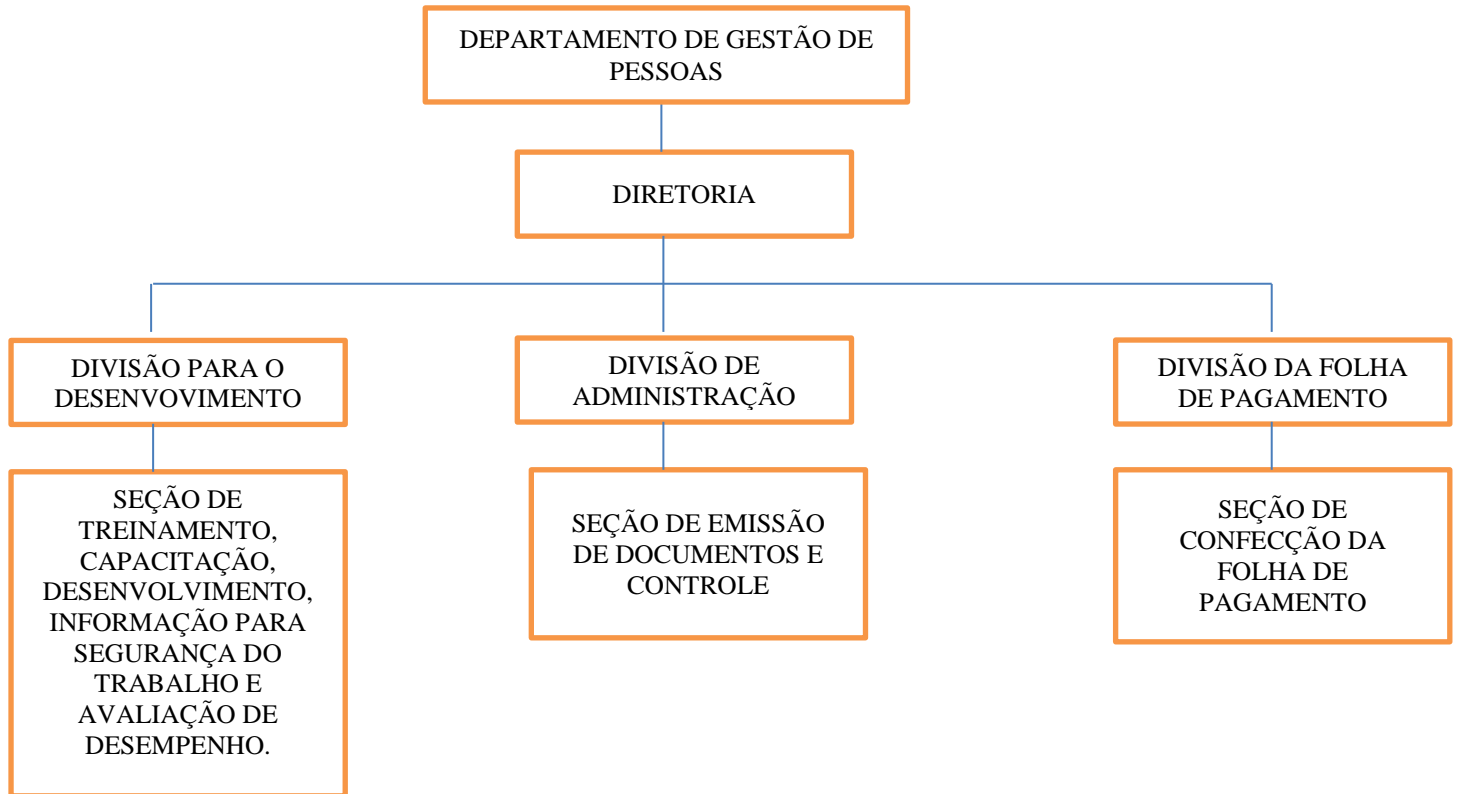 DEPARTAMENTO DE GESTÃO DE
PESSOAS
DIRETORIA
DIVISÃO PARA O
DESENVOVIMENTO
DIVISÃO DE
ADMINISTRAÇÃO
DIVISÃO DA FOLHA
DE PAGAMENTO
SEÇÃO DE
TREINAMENTO,
CAPACITAÇÃO,
DESENVOLVIMENTO,
INFORMAÇÃO PARA
SEGURANÇA DO
TRABALHO E
AVALIAÇÃO DE
DESEMPENHO.
SEÇÃO DE EMISSÃO
DE DOCUMENTOS E
CONTROLE
SEÇÃO DE
CONFECÇÃO DA
FOLHA DE
PAGAMENTO